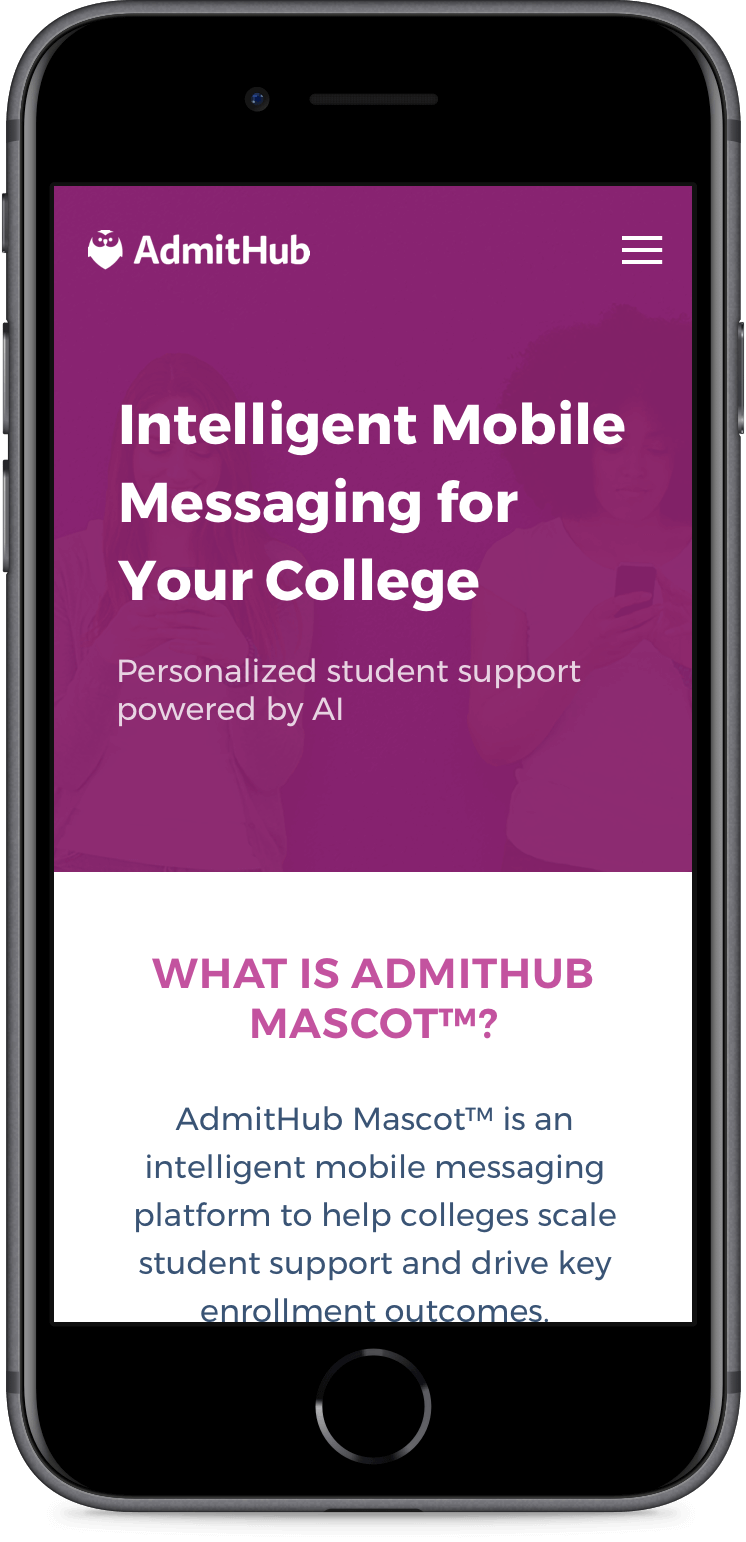 AdmitHub
Intelligent Mobile
Messaging for
Your College
Personalized student support
powered by AI
WHAT IS ADMITHUB
MASCOT™?
AdmitHub Mascot™ is an
intelligent mobile messaging
platform to help colleges scale
student support and drive key
enrollment outcomes.